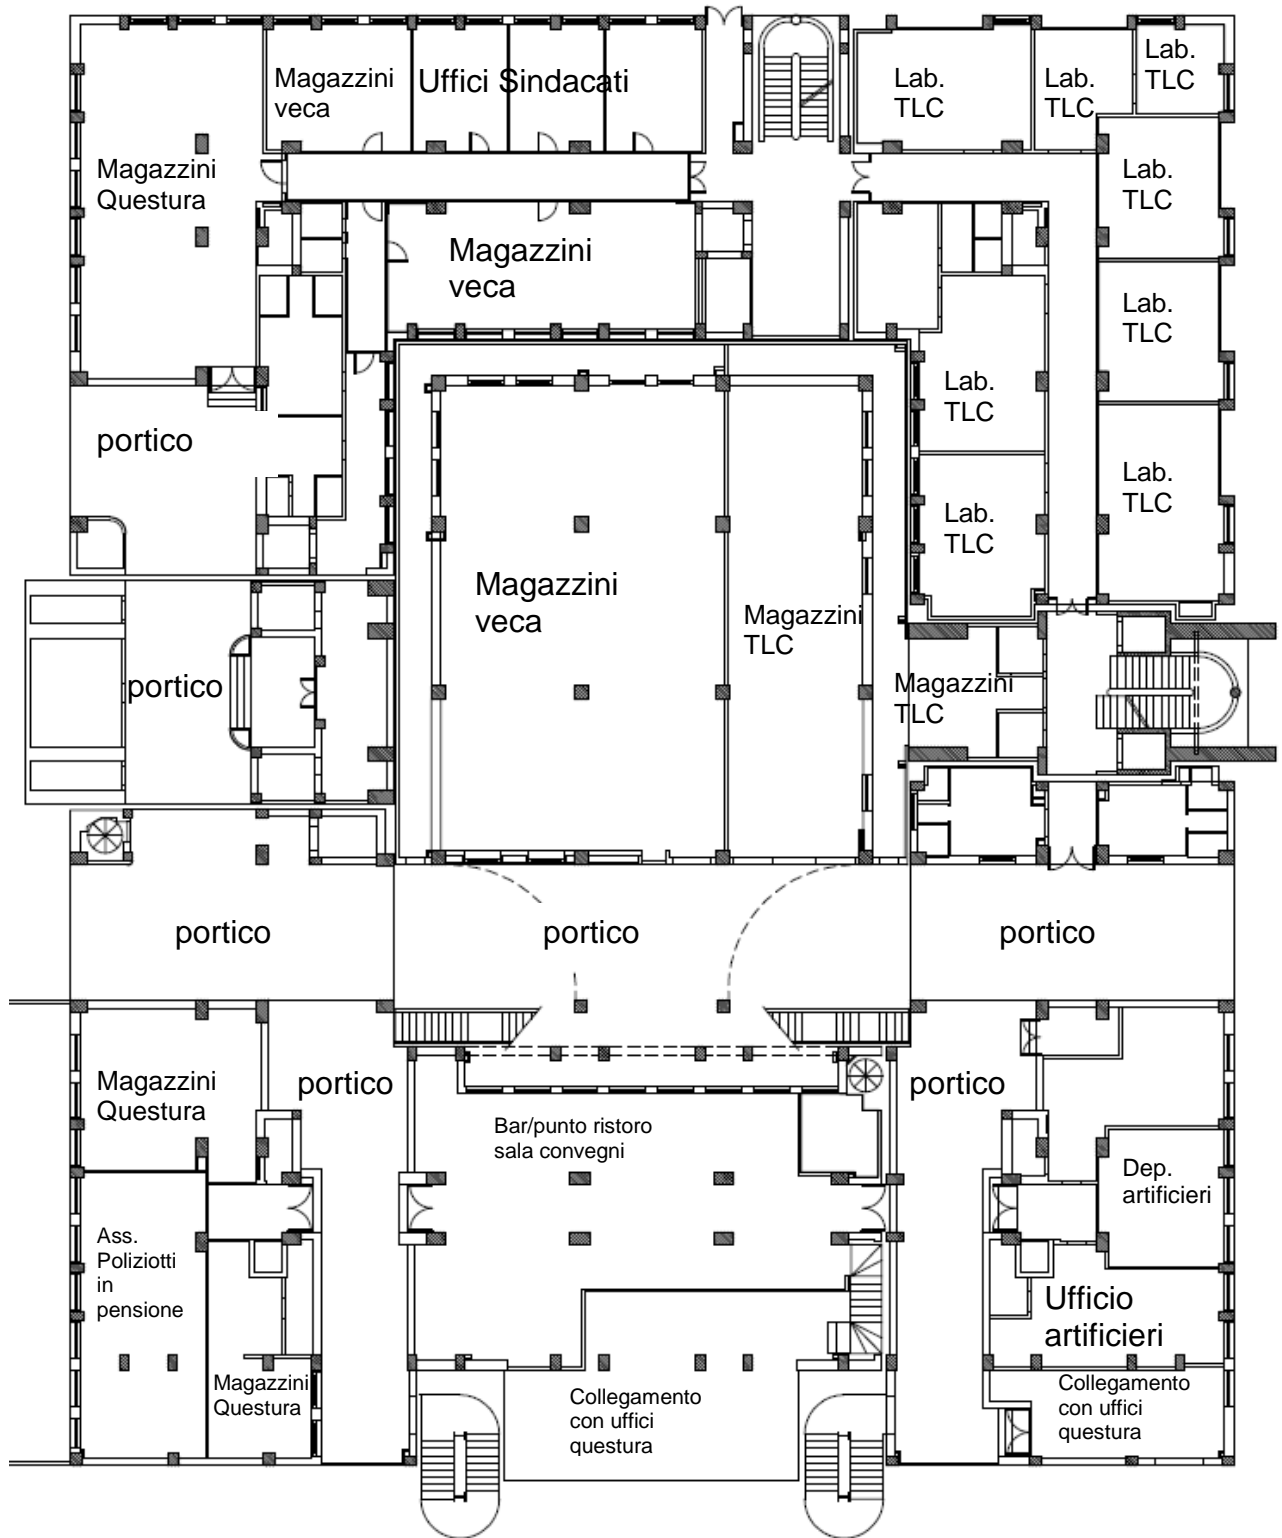 Magazzini
veca
Uffici Sindacati
Lab.
TLC
Lab.
TLC
Lab.
TLC
Magazzini
Questura
Lab.
TLC
Magazzini
veca
Lab.
TLC
Lab.
TLC
portico
Lab.
TLC
Lab.
TLC
Magazzini
veca
Magazzini
TLC
portico
Magazzini
TLC
portico
portico
portico
Magazzini
Questura
portico
Bar/punto ristoro
sala convegni
portico
Dep.
artificieri
Ass.
Poliziotti
in
pensione
Ufficio
artificieri
Magazzini
Questura
Collegamento
con uffici
questura
Collegamento
con uffici
questura